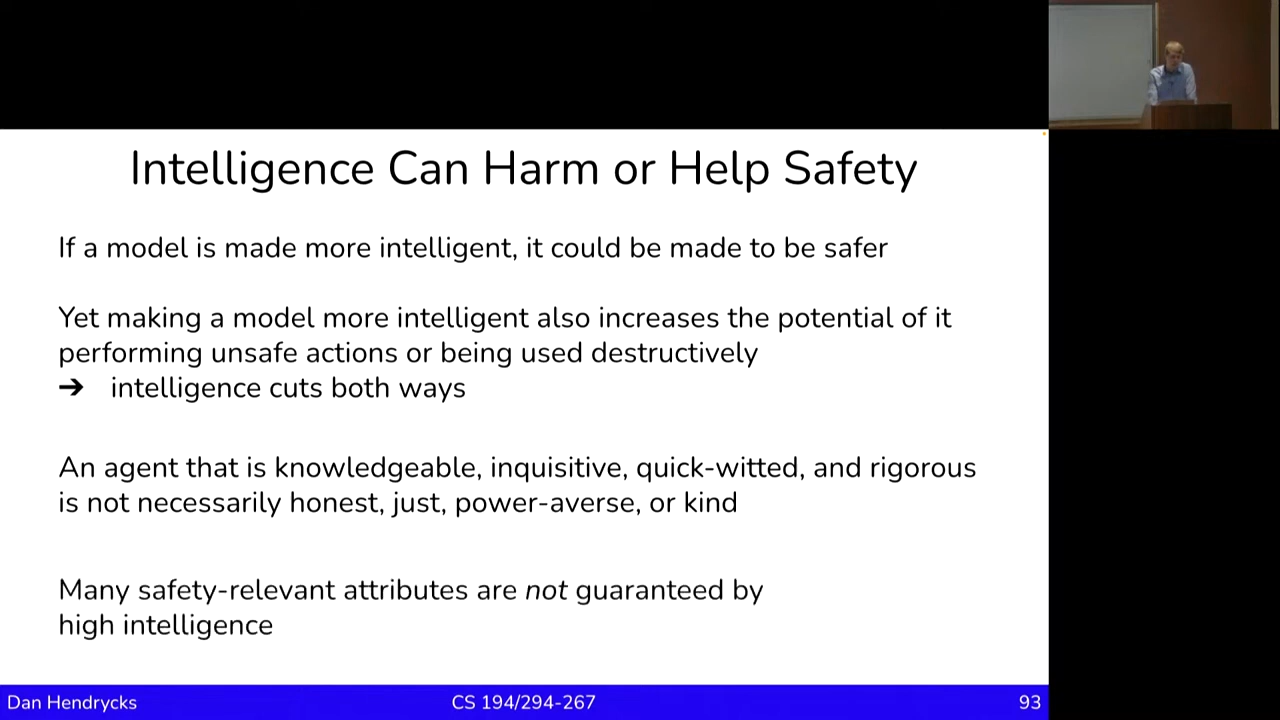 Intelligence Can Harm or Help Safety
If a model is made more intelligent, it could be made to be safer
Yet making a model more intelligent also increases the potential of it
performing unsafe actions or being used destructively
➔ intelligence cuts both ways
An agent that is knowledgeable, inquisitive, quick-witted, and rigorous
is not necessarily honest, just, power-averse, or kind
Many safety-relevant attributes are not guaranteed by
high intelligence
Dan Hendrycks CS 194/294-267 93